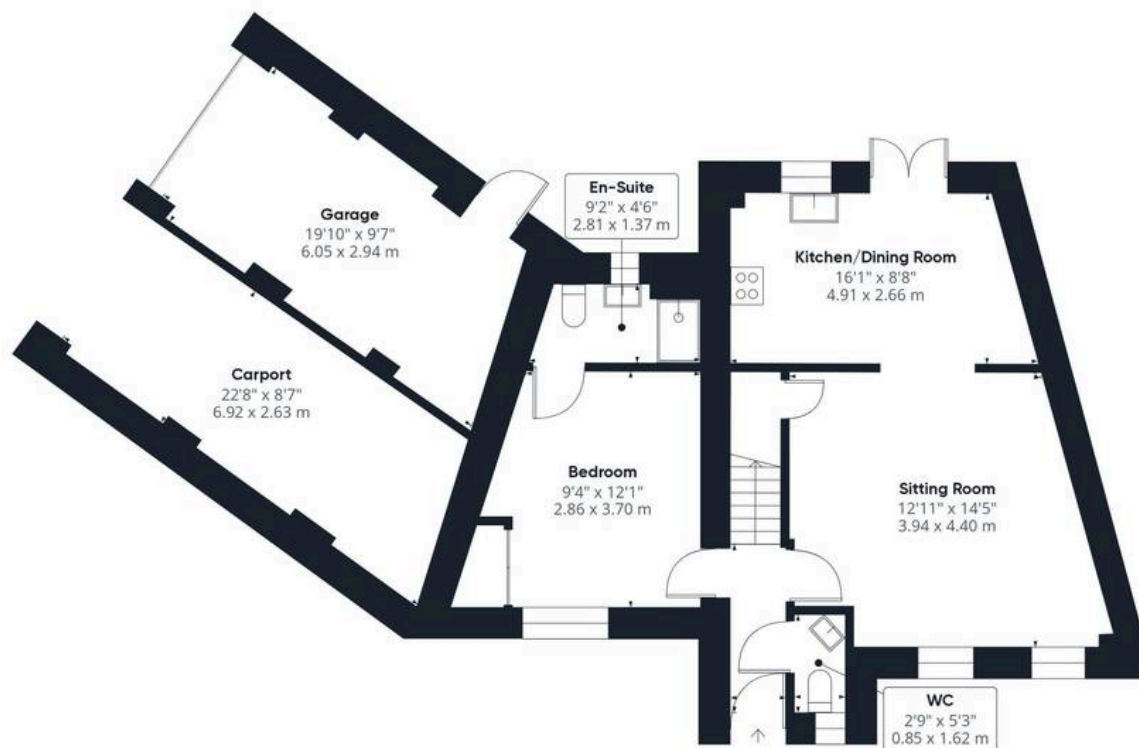 Garage
19'10" x 9'7"
6.05 x 2.94 m
En-Suite
9'2" x 4'6"
2.81 x 1.37 m
Kitchen/Dining Room
16'1" x 8'8"
4.91 x 2.66 m
Carport
22'8" x 8'7"
6.92 x 2.63 m
Bedroom
9'4" x 12'1"
2.86 x 3.70 m
Sitting Room
12'11" x 14'5"
3.94 x 4.40 m
WC
2'9" x 5'3"
0.85 x 1.62 m